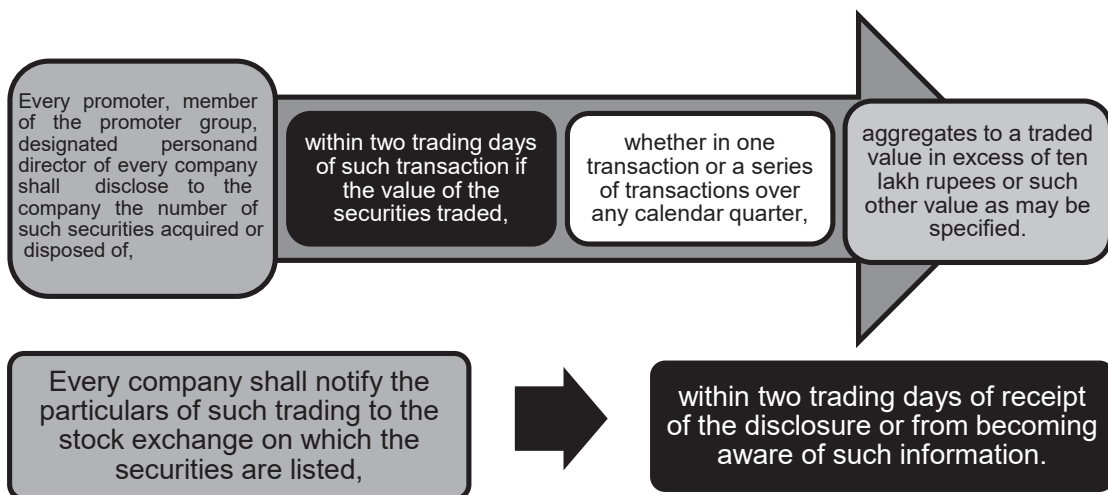 Every promoter, member
of the promoter group,
designated personand
director of every company
shall disclose to the
company the number of
such securities acquired or
disposed of,
within two trading days
of such transaction if
the value of the
securities traded,
whether in one
transaction or a series
of transactions over
any calendar quarter,
aggregates to a traded
value in excess of ten
lakh rupees or such
other value as may be
specified.
Every company shall notify the
particulars of such trading to the
stock exchange on which the
securities are listed,
within two trading days of receipt
of the disclosure or from becoming
aware of such information.